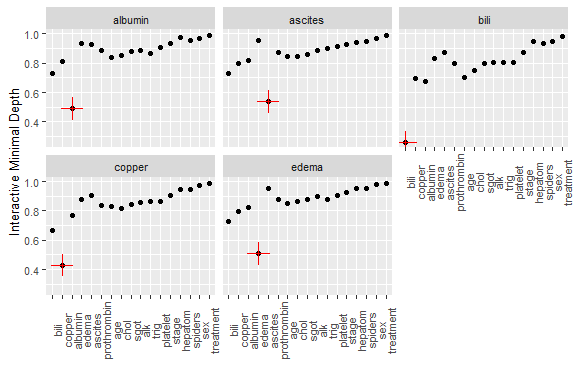 albumin
ascites
bili
1.0
0.8
0.6
0.4
copper
edema
1.0
0.8
0.6
0.4
Interactive Minimal Depth
bili
copper
albumin
edema
ascites
prothrombin
age
chol
sgot
alk
trig
platelet
stage
hepatom
spiders
sex
treatment
bili
copper
albumin
edema
ascites
prothrombin
age
chol
sgot
alk
trig
platelet
stage
hepatom
spiders
sex
treatment
bili
copper
albumin
edema
ascites
prothrombin
age
chol
sgot
alk
trig
platelet
stage
hepatom
spiders
sex
treatment